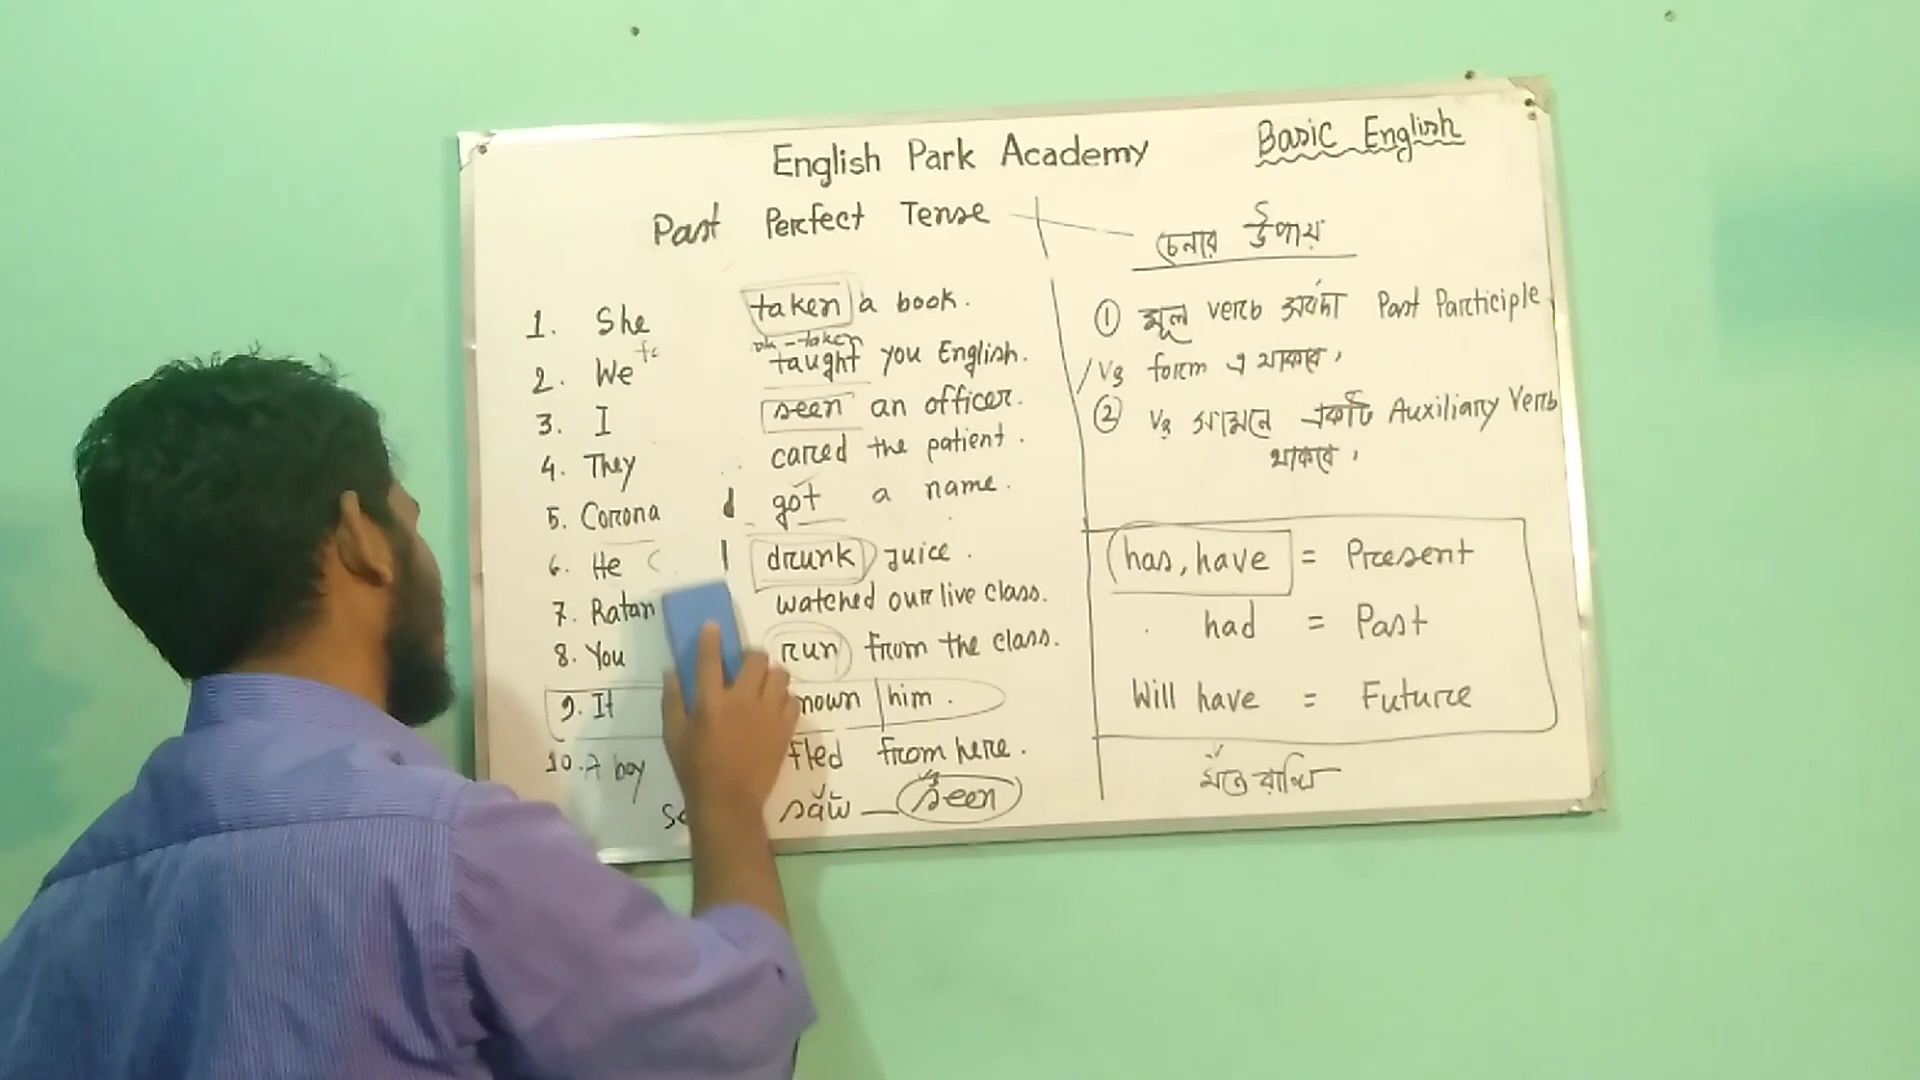 English Park Academy
Basic English
Past Perfect Tense
1. She taken a book.
2. We taught you English.
3. I seen an officer.
4. They cared the patient.
5. Corona got a name.
6. He drunk juice.
7. Ratan watched our live class.
8. You run from the class.
9. It nown him.
10. A boy fled from here.
saw — seen
চেনার উপায়
① মূল verb সর্বদা Past Participle
/V3 form এ থাকবে।
② V3 সামনে একটি Auxiliary Verb
থাকবে।
has, have = Present
had = Past
Will have = Future